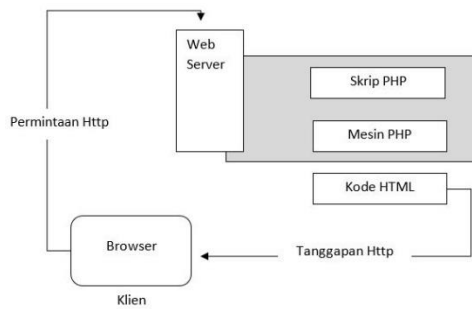 Web
Server
Skrip PHP
Permintaan Http
Mesin PHP
Kode HTML
Browser
Tanggapan Http
Klien